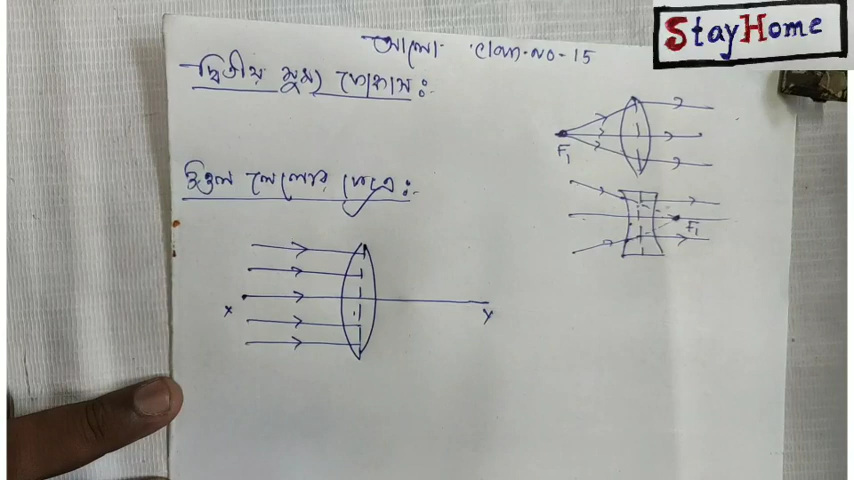 আলো class-no-15
StayHome
দ্বিতীয় মুখ্য ফোকাস:-
F₁
উত্তল লেন্সের ক্ষেত্রে:-
F₁
X
Y